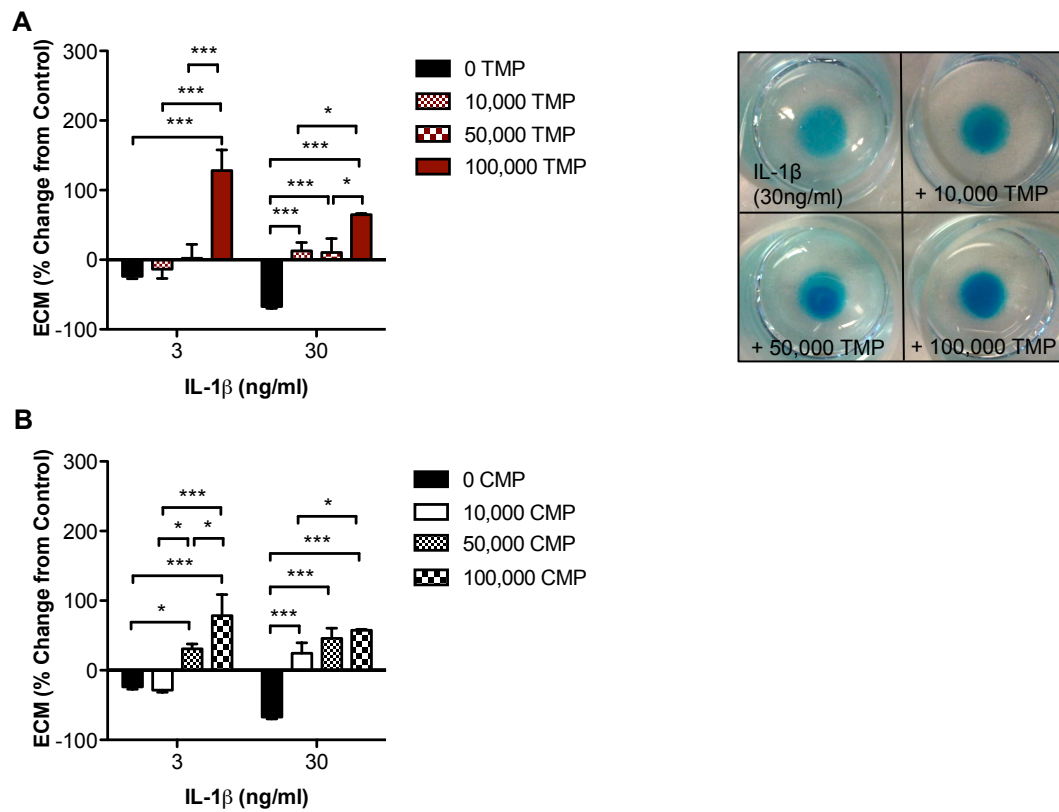 A
ECM (% Change from Control)
300
200
100
0
-100
***
***
***
*
***
***
*
***
3
30
IL-1β (ng/ml)
0 TMP
10,000 TMP
50,000 TMP
100,000 TMP
IL-1β
(30ng/ml)
+ 10,000 TMP
+ 50,000 TMP
+ 100,000 TMP
B
ECM (% Change from Control)
300
200
100
0
-100
***
*
*
***
*
*
***
***
***
3
30
IL-1β (ng/ml)
0 CMP
10,000 CMP
50,000 CMP
100,000 CMP